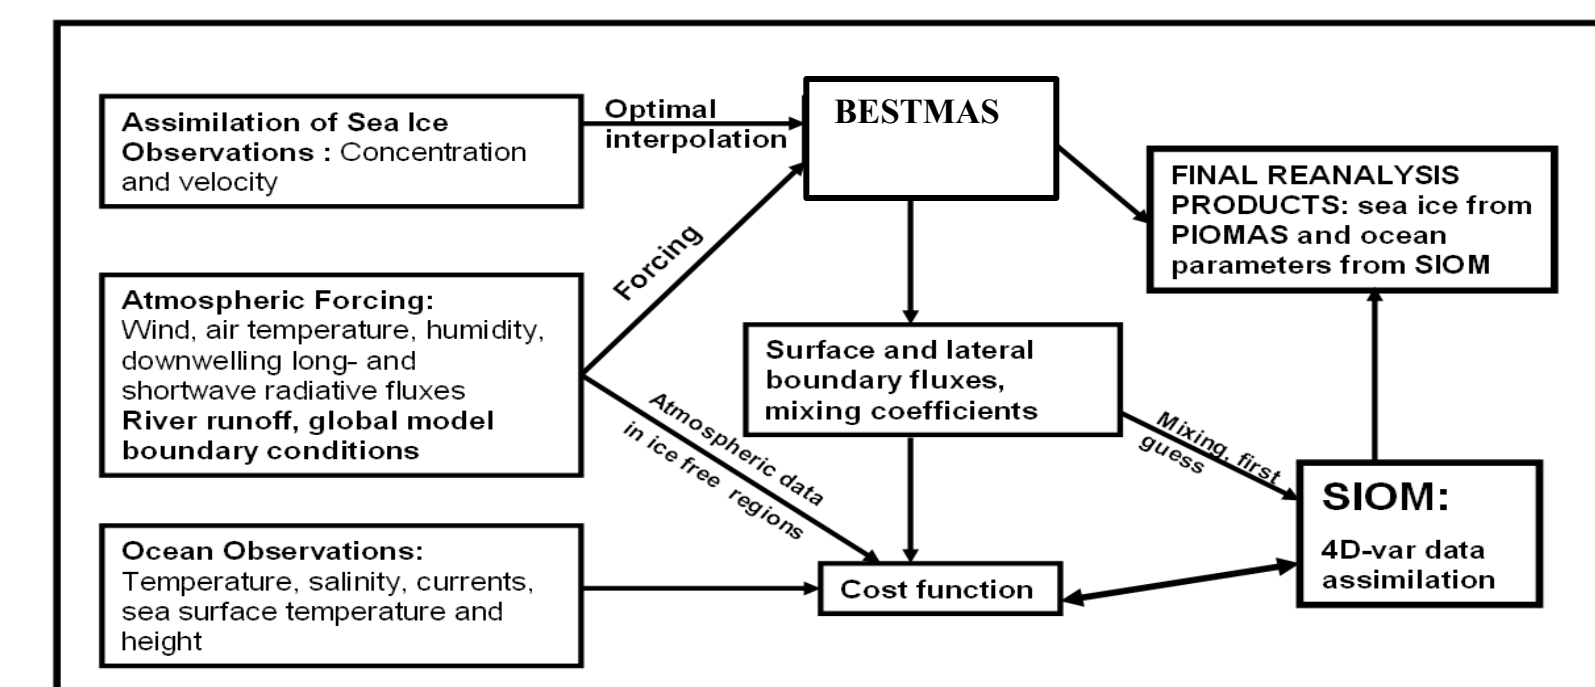 Assimilation of Sea Ice
Observations : Concentration
and velocity
Optimal
interpolation
BESTMAS
FINAL REANALYSIS
PRODUCTS: sea ice from
PIOMAS and ocean
parameters from SIOM
Forcing
Atmospheric Forcing:
Wind, air temperature, humidity,
downwelling long- and
shortwave radiative fluxes
River runoff, global model
boundary conditions
Surface and lateral
boundary fluxes,
mixing coefficients
Atmospheric data
in ice free regions
Mixing, first
guess
SIOM:
4D-var data
assimilation
Ocean Observations:
Temperature, salinity, currents,
sea surface temperature and
height
Cost function